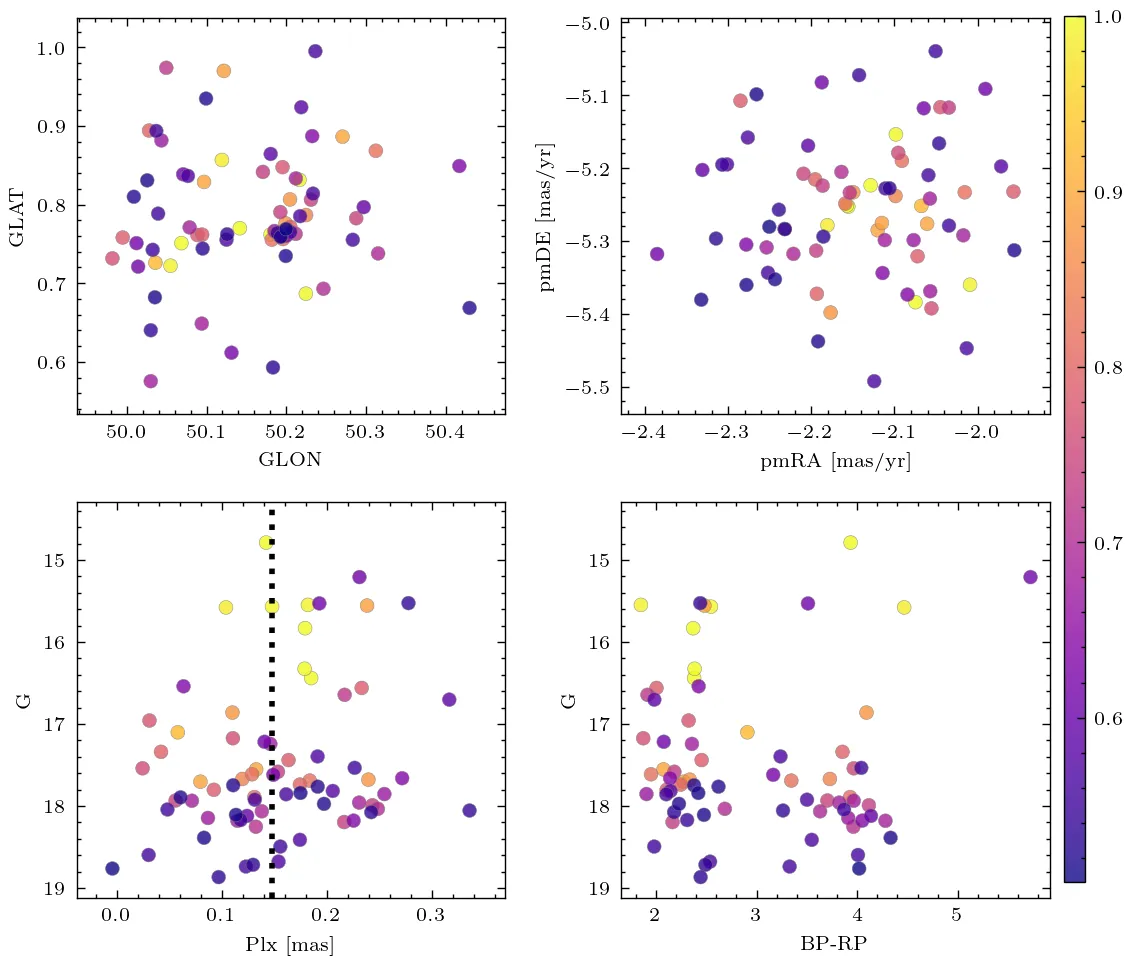 1.0
0.9
0.8
0.7
0.6
GLAT
50.0 50.1 50.2 50.3 50.4
GLON
−5.0
−5.1
−5.2
−5.3
−5.4
−5.5
pmDE [mas/yr]
−2.4 −2.3 −2.2 −2.1 −2.0
pmRA [mas/yr]
1.0
0.9
0.8
0.7
0.6
15
16
17
18
19
G
0.0 0.1 0.2 0.3
Plx [mas]
15
16
17
18
19
G
2 3 4 5
BP-RP